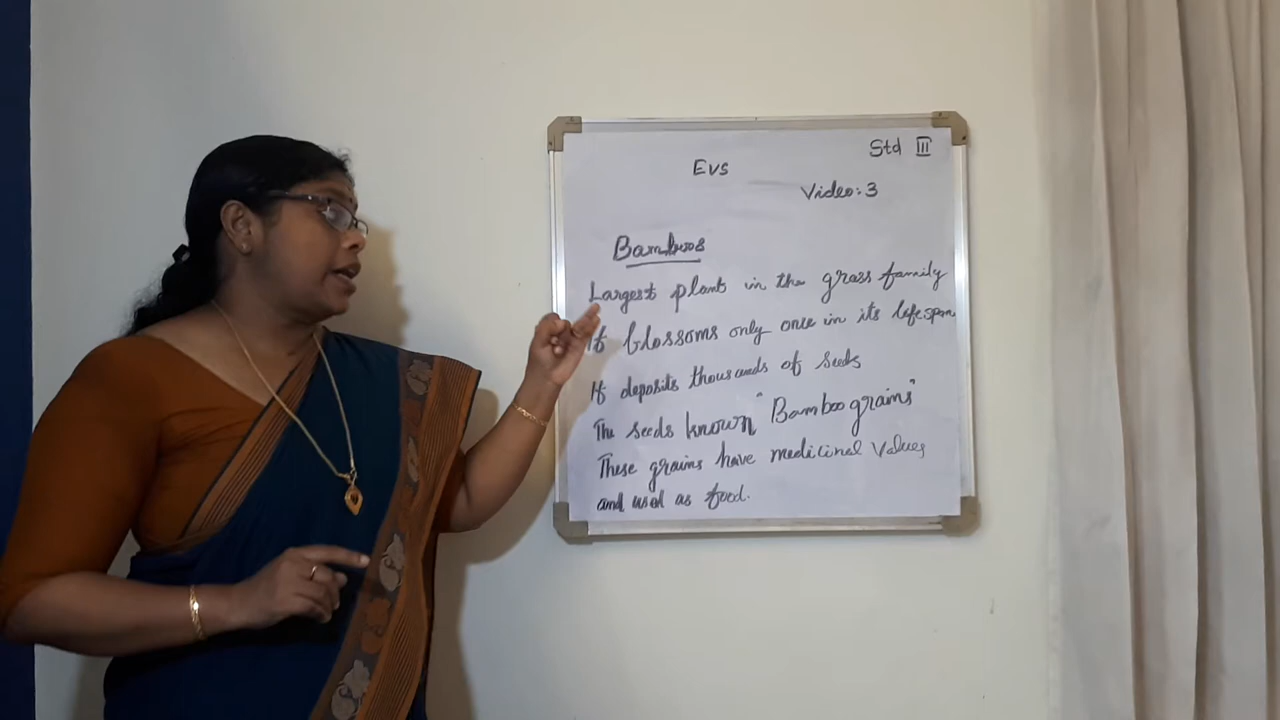 Std III
Evs
Video: 3
Bamboos
Largest plant in the grass family
It blossoms only once in its lifespan
It deposits thousands of seeds
The seeds known "Bamboo grains"
These grains have medicinal values
and used as food.